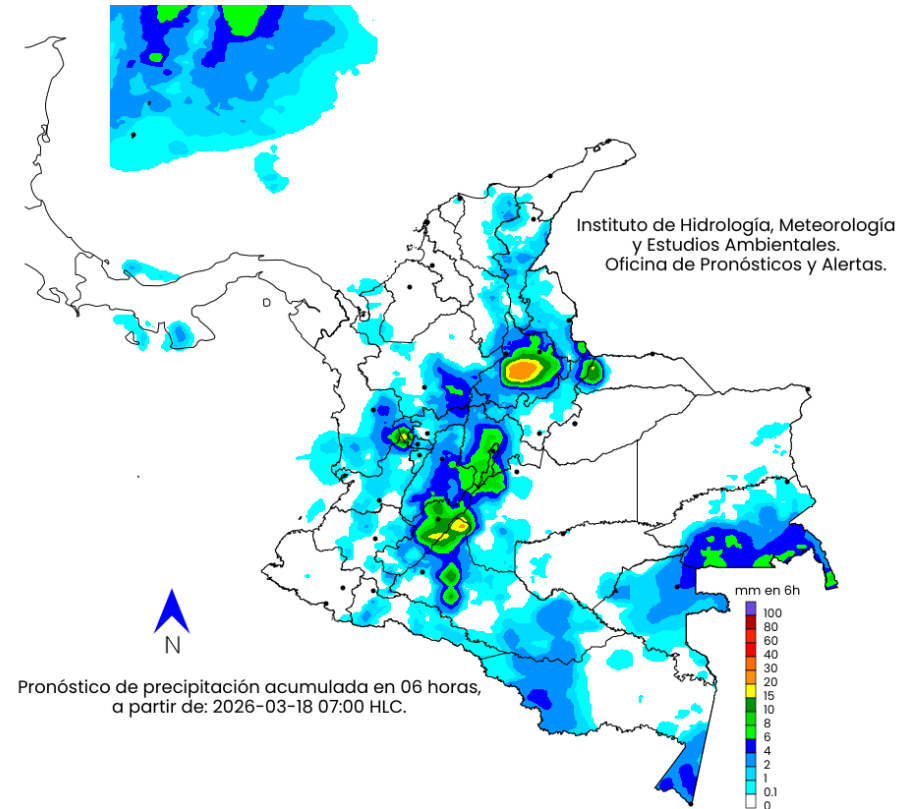 Instituto de Hidrología, Meteorología
y Estudios Ambientales.
Oficina de Pronósticos y Alertas.
mm en 6h
100
80
60
40
30
20
15
10
8
6
4
2
1
0.1
0
N
Pronóstico de precipitación acumulada en 06 horas,
a partir de: 2026-03-18 07:00 HLC.